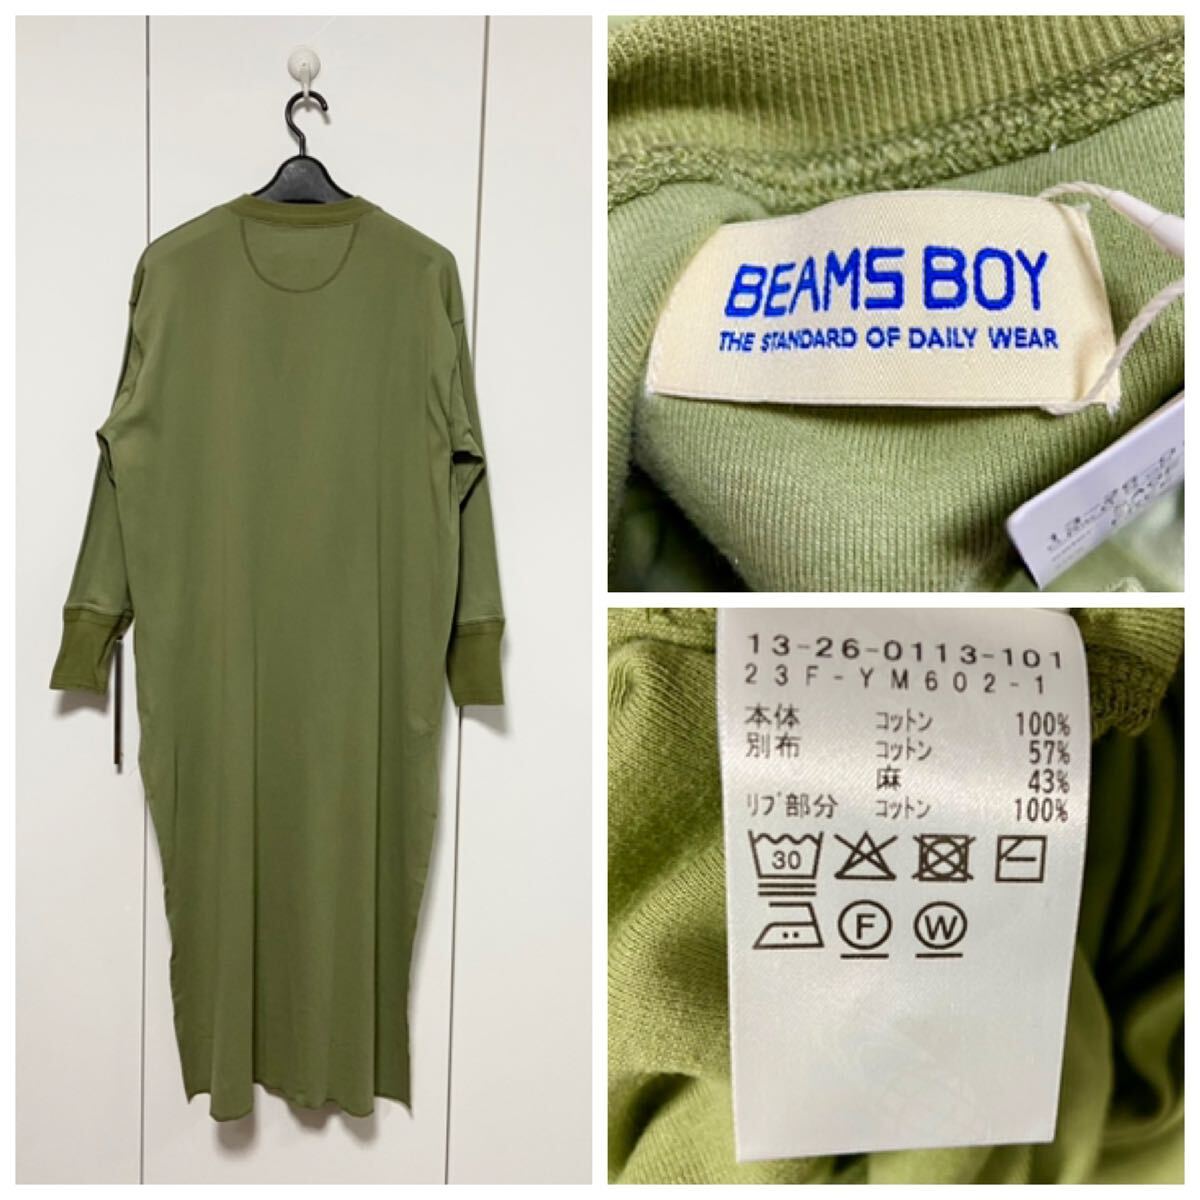 BEAMS BOY
THE STANDARD OF DAILY WEAR
13-26-0113-101
23F-YM602-1
本体 コットン 100%
別布 コットン 57%
麻 43%
リブ部分 コットン 100%
30
F W